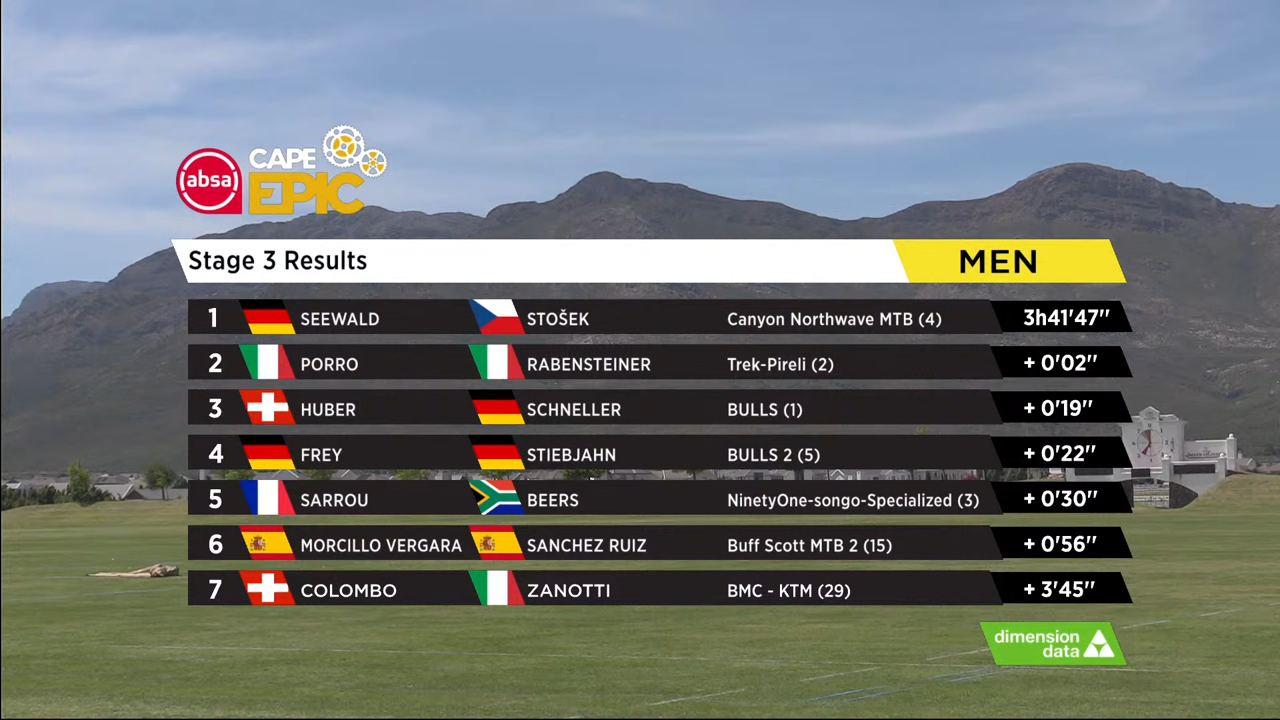 absa
CAPE
EPIC
Stage 3 Results MEN
1 SEEWALD STOŠEK Canyon Northwave MTB (4) 3h41'47''
2 PORRO RABENSTEINER Trek-Pireli (2) + 0'02''
3 HUBER SCHNELLER BULLS (1) + 0'19''
4 FREY STIEBJAHN BULLS 2 (5) + 0'22''
5 SARROU BEERS NinetyOne-songo-Specialized (3) + 0'30''
6 MORCILLO VERGARA SANCHEZ RUIZ Buff Scott MTB 2 (15) + 0'56''
7 COLOMBO ZANOTTI BMC - KTM (29) + 3'45''
dimension
data